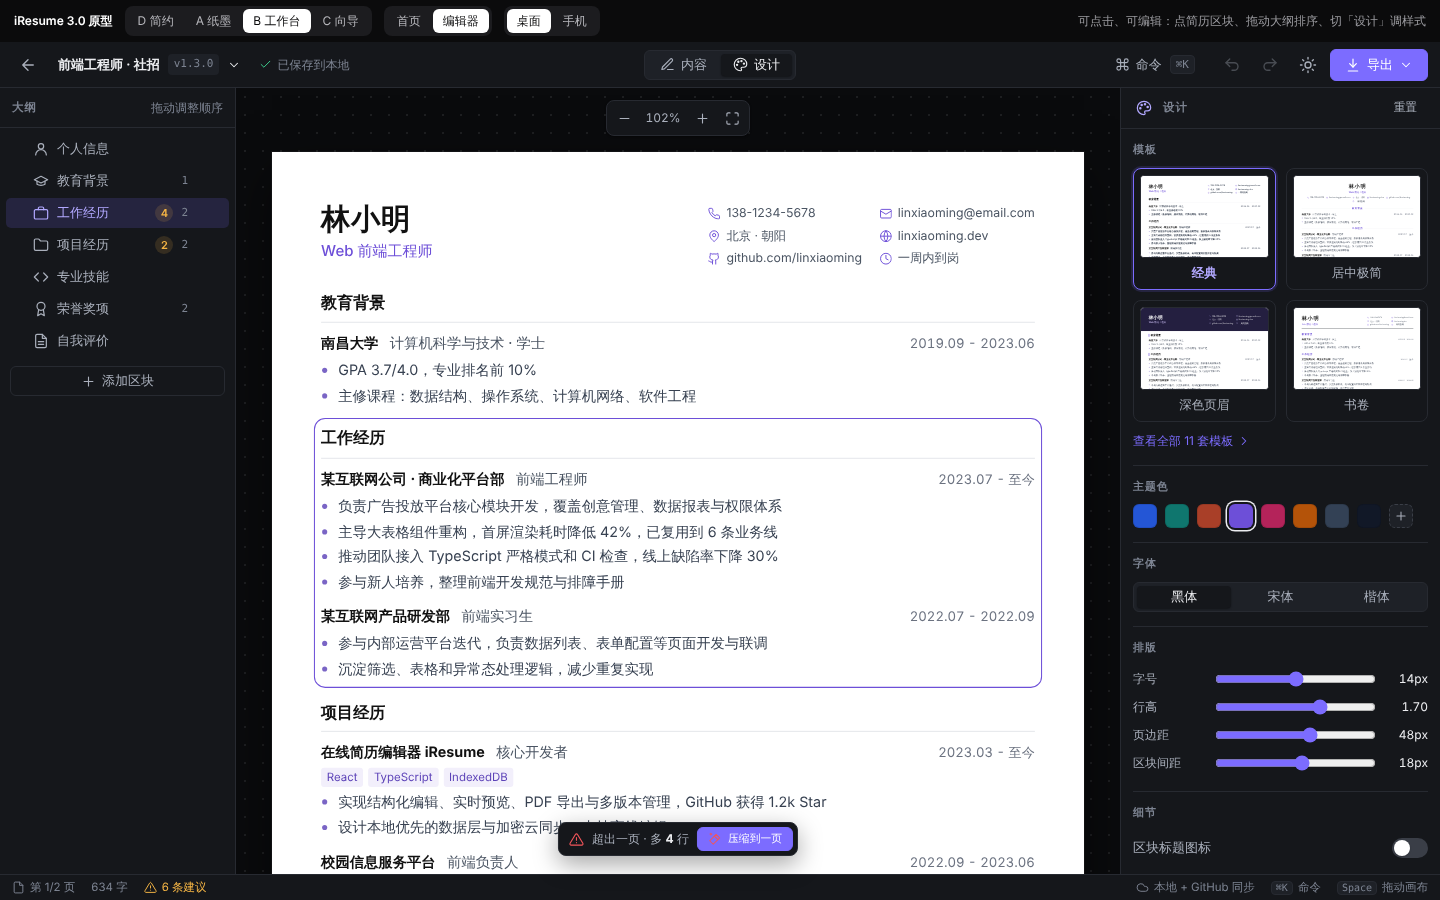 iResume 3.0 原型 D 简约 A 纸墨 B 工作台 C 向导 首页 编辑器 桌面 手机 可点击、可编辑：点简历区块、拖动大纲排序、切「设计」调样式
前端工程师 · 社招 v1.3.0 已保存到本地 内容 设计 ⌘ 命令 ⌘K 导出
大纲 拖动调整顺序
个人信息
教育背景 1
工作经历 4 2
项目经历 2 2
专业技能
荣誉奖项 2
自我评价
添加区块
102%
林小明
Web 前端工程师
138-1234-5678 linxiaoming@email.com
北京 · 朝阳 linxiaoming.dev
github.com/linxiaoming 一周内到岗
教育背景
南昌大学 计算机科学与技术 · 学士 2019.09 - 2023.06
GPA 3.7/4.0，专业排名前 10%
主修课程：数据结构、操作系统、计算机网络、软件工程
工作经历
某互联网公司 · 商业化平台部 前端工程师 2023.07 - 至今
负责广告投放平台核心模块开发，覆盖创意管理、数据报表与权限体系
主导大表格组件重构，首屏渲染耗时降低 42%，已复用到 6 条业务线
推动团队接入 TypeScript 严格模式和 CI 检查，线上缺陷率下降 30%
参与新人培养，整理前端开发规范与排障手册
某互联网产品研发部 前端实习生 2022.07 - 2022.09
参与内部运营平台迭代，负责数据列表、表单配置等页面开发与联调
沉淀筛选、表格和异常态处理逻辑，减少重复实现
项目经历
在线简历编辑器 iResume 核心开发者 2023.03 - 至今
React TypeScript IndexedDB
实现结构化编辑、实时预览、PDF 导出与多版本管理，GitHub 获得 1.2k Star
设计本地优先的数据层与加密云同步
校园信息服务平台 前端负责人 2022.09 - 2023.06
超出一页 · 多 4 行 压缩到一页
设计 重置
模板
经典 居中极简
深色页眉 书卷
查看全部 11 套模板
主题色
字体
黑体 宋体 楷体
排版
字号 14px
行高 1.70
页边距 48px
区块间距 18px
细节
区块标题图标
第 1/2 页 634 字 6 条建议 本地 + GitHub 同步 ⌘K 命令 Space 拖动画布